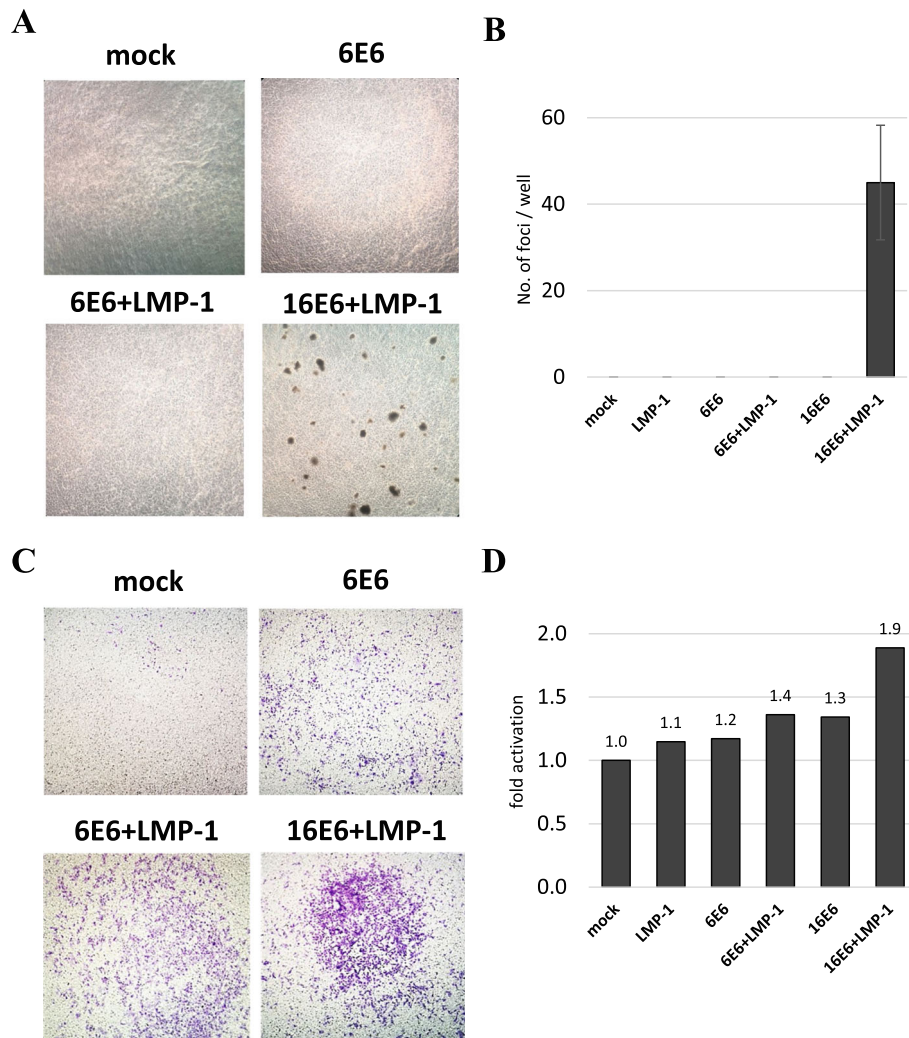 A
mock
6E6
6E6+LMP-1
16E6+LMP-1
B
No. of foci / well
60
40
20
0
mock
LMP-1
6E6
6E6+LMP-1
16E6
16E6+LMP-1
C
mock
6E6
6E6+LMP-1
16E6+LMP-1
D
fold activation
2.0
1.5
1.0
0.5
0.0
1.0
1.1
1.2
1.4
1.3
1.9
mock
LMP-1
6E6
6E6+LMP-1
16E6
16E6+LMP-1